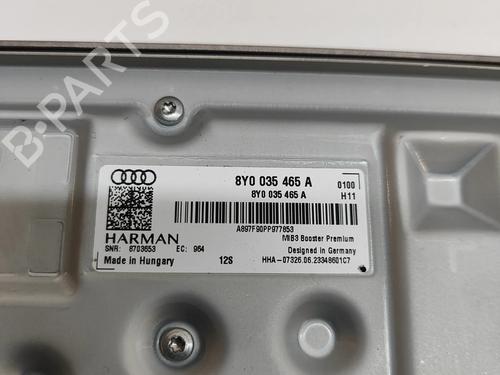 B-PARTS
8Y0 035 465 A 0100
8Y0 035 465 A H11
A897F90PP977853
HARMAN MIB3 Booster Premium
SNR: 8703653 EC: 964 Designed in Germany
Made in Hungary 12S HHA-07326.06.23348601C7